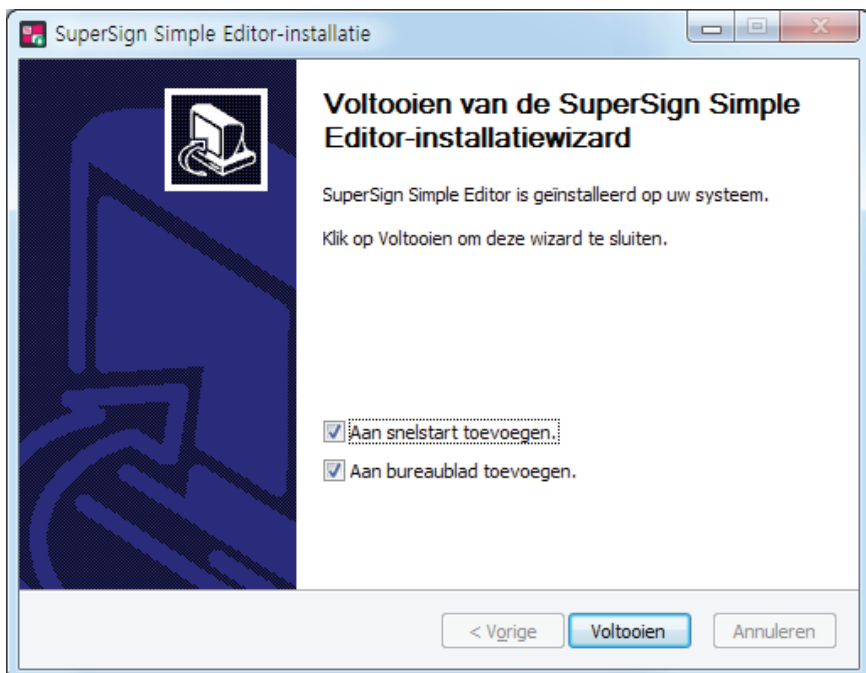 SuperSign Simple Editor-installatie
Voltooien van de SuperSign Simple
Editor-installatiewizard
SuperSign Simple Editor is geïnstalleerd op uw systeem.
Klik op Voltooien om deze wizard te sluiten.
Aan snelstart toevoegen.
Aan bureaublad toevoegen.
< Vorige
Voltooien
Annuleren